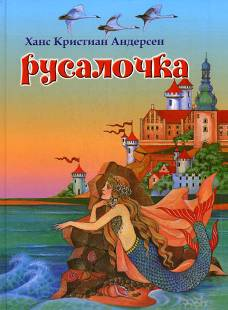 Ханс Кристиан Андерсен
русалочка